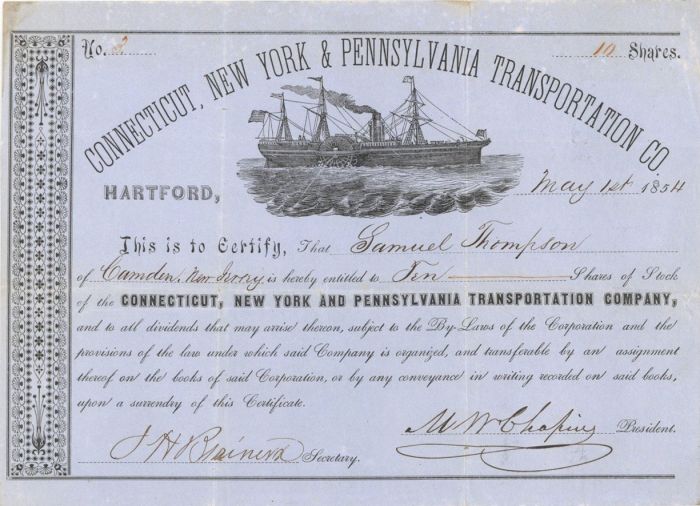 No. 3 10 Shares.
CONNECTICUT, NEW YORK & PENNSYLVANIA TRANSPORTATION CO
HARTFORD, May 1st 1854
This is to Certify, That Samuel Thompson
of Camden, New Jersey is hereby entitled to Ten Shares of Stock
of the CONNECTICUT, NEW YORK AND PENNSYLVANIA TRANSPORTATION COMPANY,
and to all dividends that may arise thereon, subject to the By-Laws of the Corporation and the
provisions of the law under which said Company is organized, and transferable by an assignment
thereof on the books of said Corporation, or by any conveyance in writing recorded on said books,
upon a surrendry of this Certificate.
M W Chapin President.
J H Brainerd Secretary.